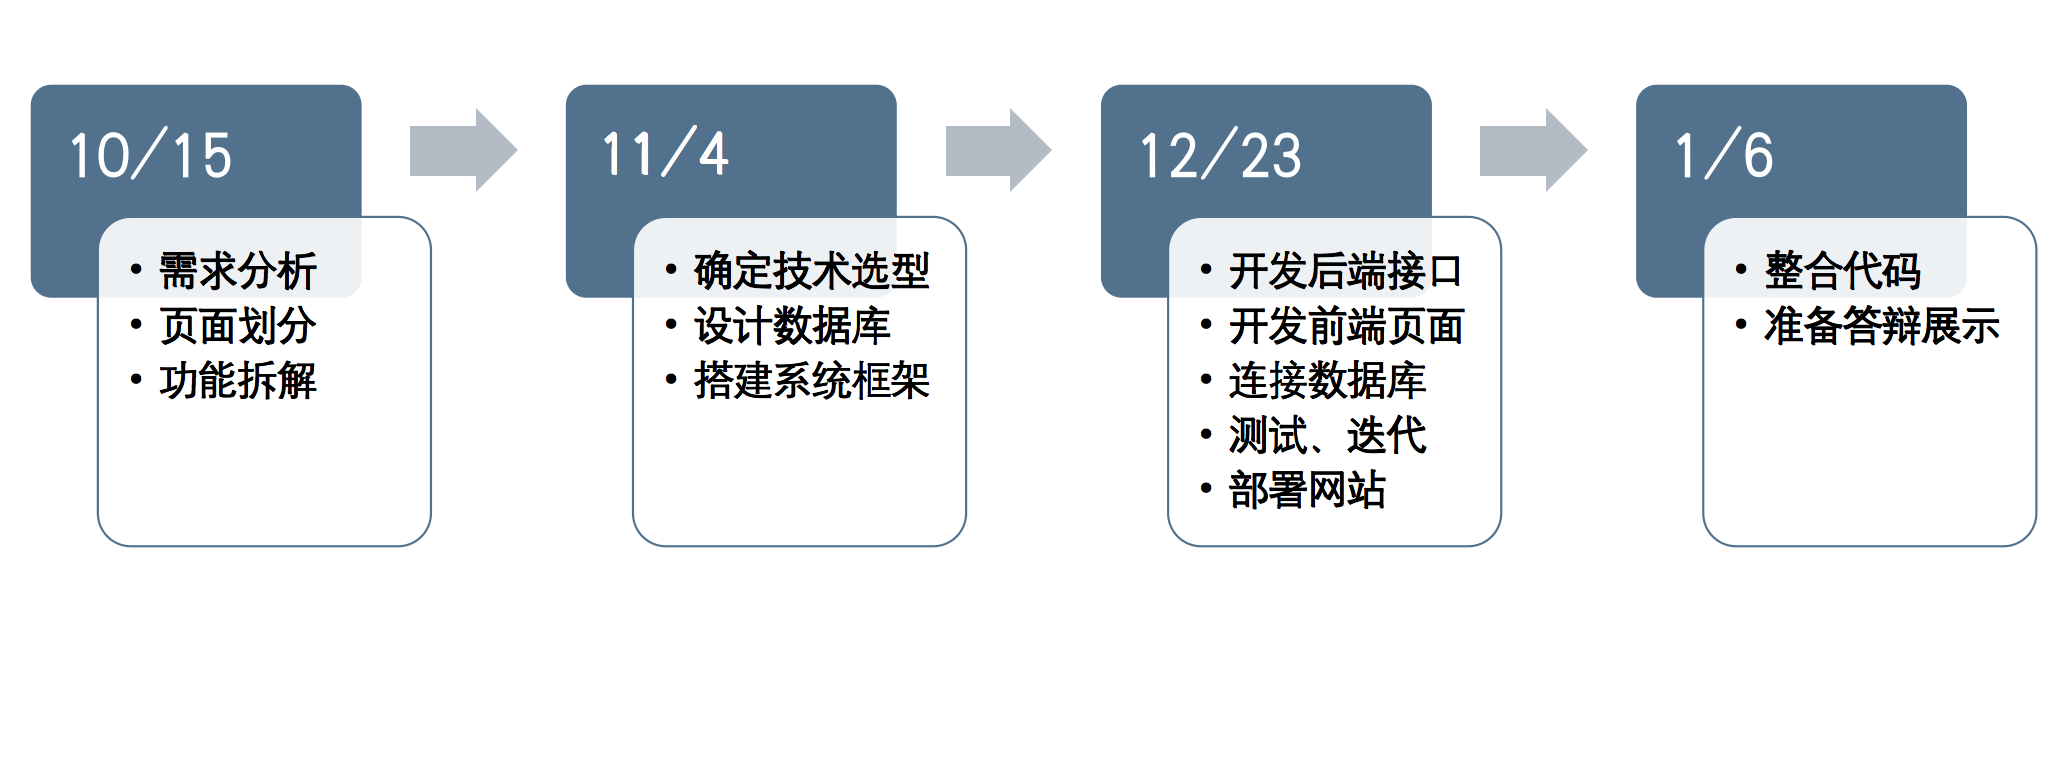 10/15
• 需求分析
• 页面划分
• 功能拆解
11/4
• 确定技术选型
• 设计数据库
• 搭建系统框架
12/23
• 开发后端接口
• 开发前端页面
• 连接数据库
• 测试、迭代
• 部署网站
1/6
• 整合代码
• 准备答辩展示